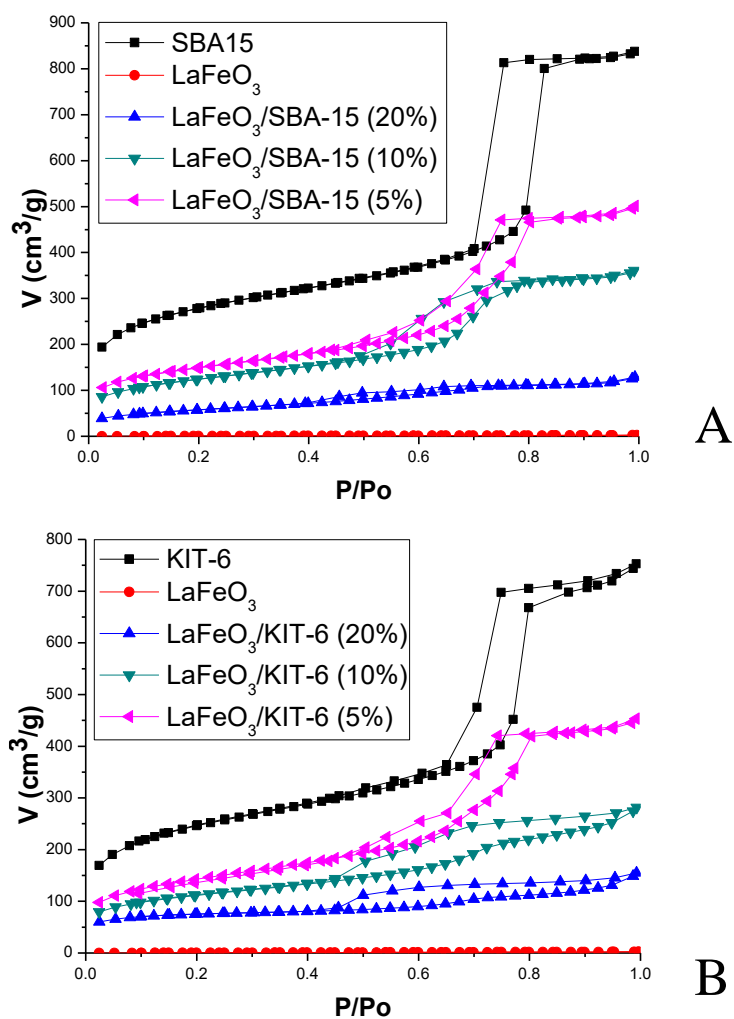 900
800
700
600
500
400
300
200
100
0
V (cm³/g)
SBA15
LaFeO₃
LaFeO₃/SBA-15 (20%)
LaFeO₃/SBA-15 (10%)
LaFeO₃/SBA-15 (5%)
0.0 0.2 0.4 0.6 0.8 1.0
P/Po
A
800
700
600
500
400
300
200
100
0
V (cm³/g)
KIT-6
LaFeO₃
LaFeO₃/KIT-6 (20%)
LaFeO₃/KIT-6 (10%)
LaFeO₃/KIT-6 (5%)
0.0 0.2 0.4 0.6 0.8 1.0
P/Po
B